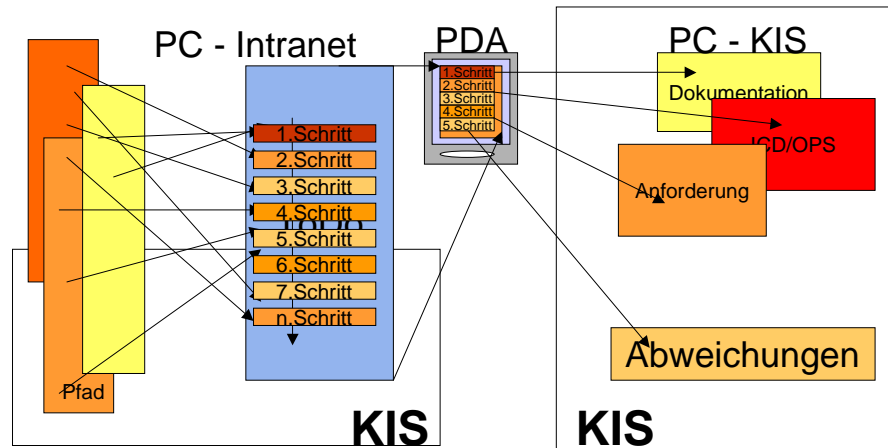 PC - Intranet
PDA
PC - KIS
1.Schritt
2.Schritt
3.Schritt
4.Schritt
5.Schritt
6.Schritt
7.Schritt
n.Schritt
Pfad
KIS
1.Schritt
2.Schritt
3.Schritt
4.Schritt
5.Schritt
Dokumentation
ICD/OPS
Anforderung
Abweichungen
KIS